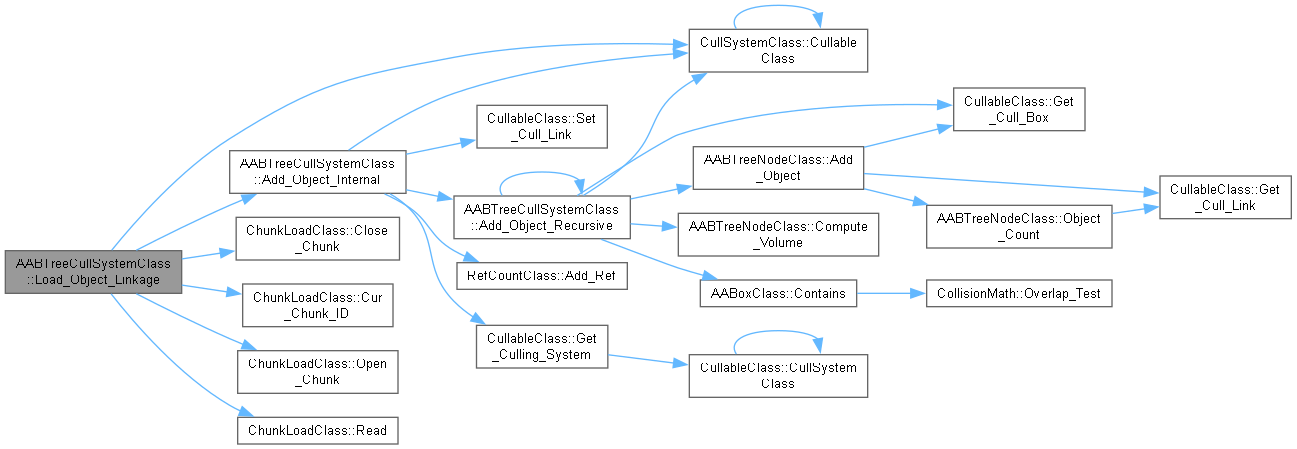 AABTreeCullSystemClass
::Load_Object_Linkage
AABTreeCullSystemClass
::Add_Object_Internal
ChunkLoadClass::Close
_Chunk
ChunkLoadClass::Cur
_Chunk_ID
ChunkLoadClass::Open
_Chunk
ChunkLoadClass::Read
CullableClass::Set
_Cull_Link
AABTreeCullSystemClass
::Add_Object_Recursive
RefCountClass::Add_Ref
CullableClass::Get
_Culling_System
CullSystemClass::Cullable
Class
AABTreeNodeClass::Add
_Object
AABTreeNodeClass::Compute
_Volume
AABoxClass::Contains
CullableClass::CullSystem
Class
CullableClass::Get
_Cull_Box
AABTreeNodeClass::Object
_Count
CollisionMath::Overlap_Test
CullableClass::Get
_Cull_Link